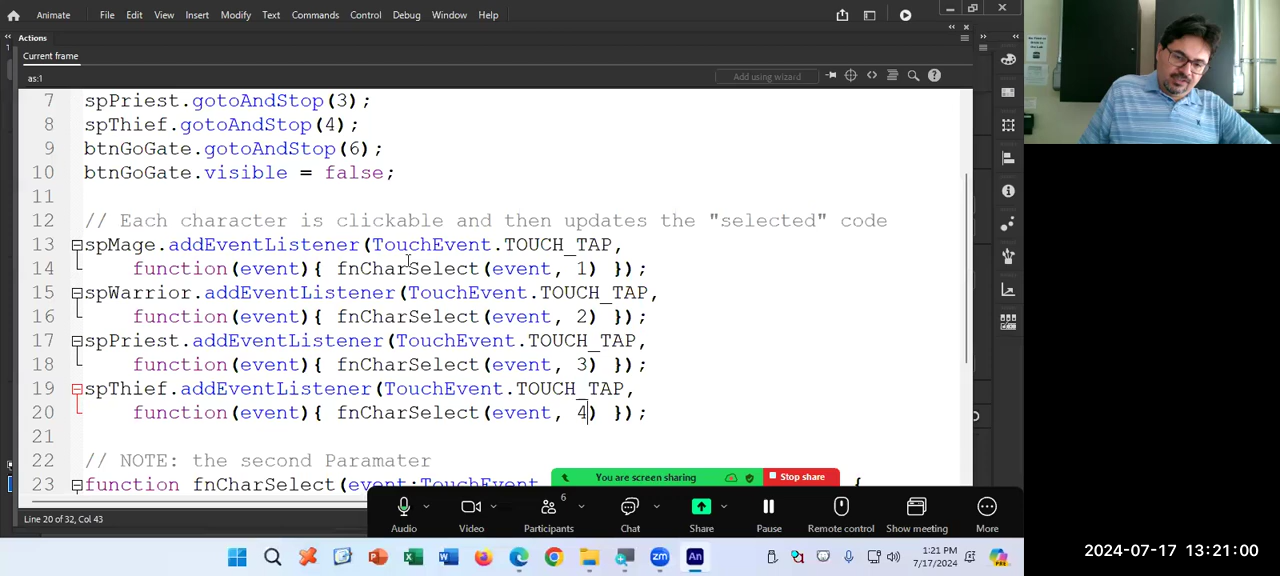 Animate File Edit View Insert Modify Text Commands Control Debug Window Help
Actions
Current frame
as:1
Add using wizard
7 spPriest.gotoAndStop(3);
8 spThief.gotoAndStop(4);
9 btnGoGate.gotoAndStop(6);
10 btnGoGate.visible = false;
11
12 // Each character is clickable and then updates the "selected" code
13 spMage.addEventListener(TouchEvent.TOUCH_TAP,
14 function(event){ fnCharSelect(event, 1) });
15 spWarrior.addEventListener(TouchEvent.TOUCH_TAP,
16 function(event){ fnCharSelect(event, 2) });
17 spPriest.addEventListener(TouchEvent.TOUCH_TAP,
18 function(event){ fnCharSelect(event, 3) });
19 spThief.addEventListener(TouchEvent.TOUCH_TAP,
20 function(event){ fnCharSelect(event, 4) });
21
22 // NOTE: the second Paramater
23 function fnCharSelect(event:TouchEvent {
You are screen sharing Stop share
6
Audio Video Participants Chat Share Pause Remote control Show meeting More
Line 20 of 32, Col 43
1:21 PM
7/17/2024
2024-07-17 13:21:00